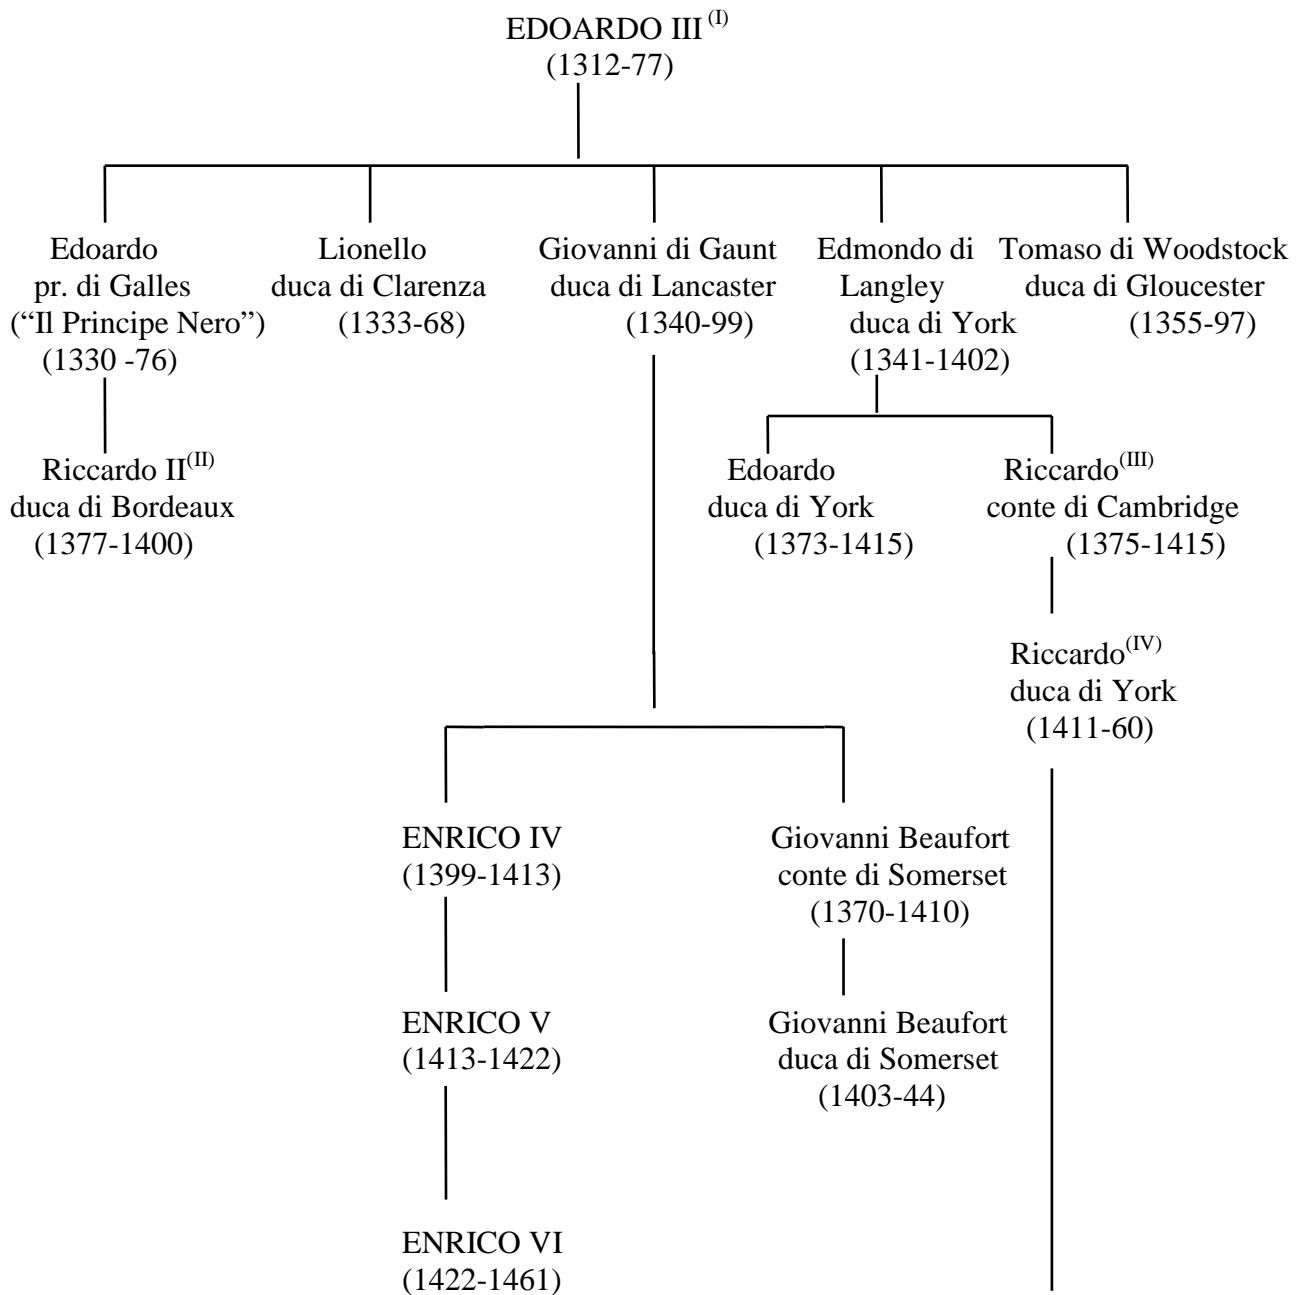 EDOARDO III (I)
(1312-77)
Edoardo
pr. di Galles
(“Il Principe Nero”)
(1330 -76)
Lionello
duca di Clarenza
(1333-68)
Giovanni di Gaunt
duca di Lancaster
(1340-99)
Edmondo di
Langley
duca di York
(1341-1402)
Tomaso di Woodstock
duca di Gloucester
(1355-97)
Riccardo II(II)
duca di Bordeaux
(1377-1400)
Edoardo
duca di York
(1373-1415)
Riccardo(III)
conte di Cambridge
(1375-1415)
Riccardo(IV)
duca di York
(1411-60)
ENRICO IV
(1399-1413)
Giovanni Beaufort
conte di Somerset
(1370-1410)
ENRICO V
(1413-1422)
Giovanni Beaufort
duca di Somerset
(1403-44)
ENRICO VI
(1422-1461)